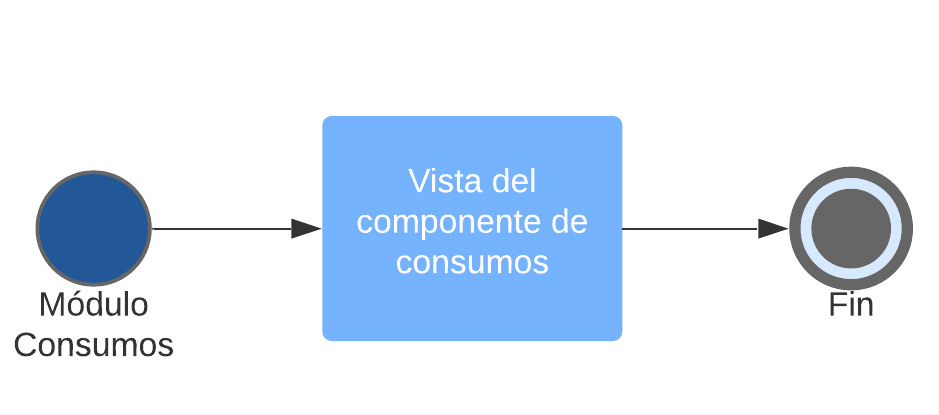 Vista del
componente de
consumos
Módulo
Consumos
Fin